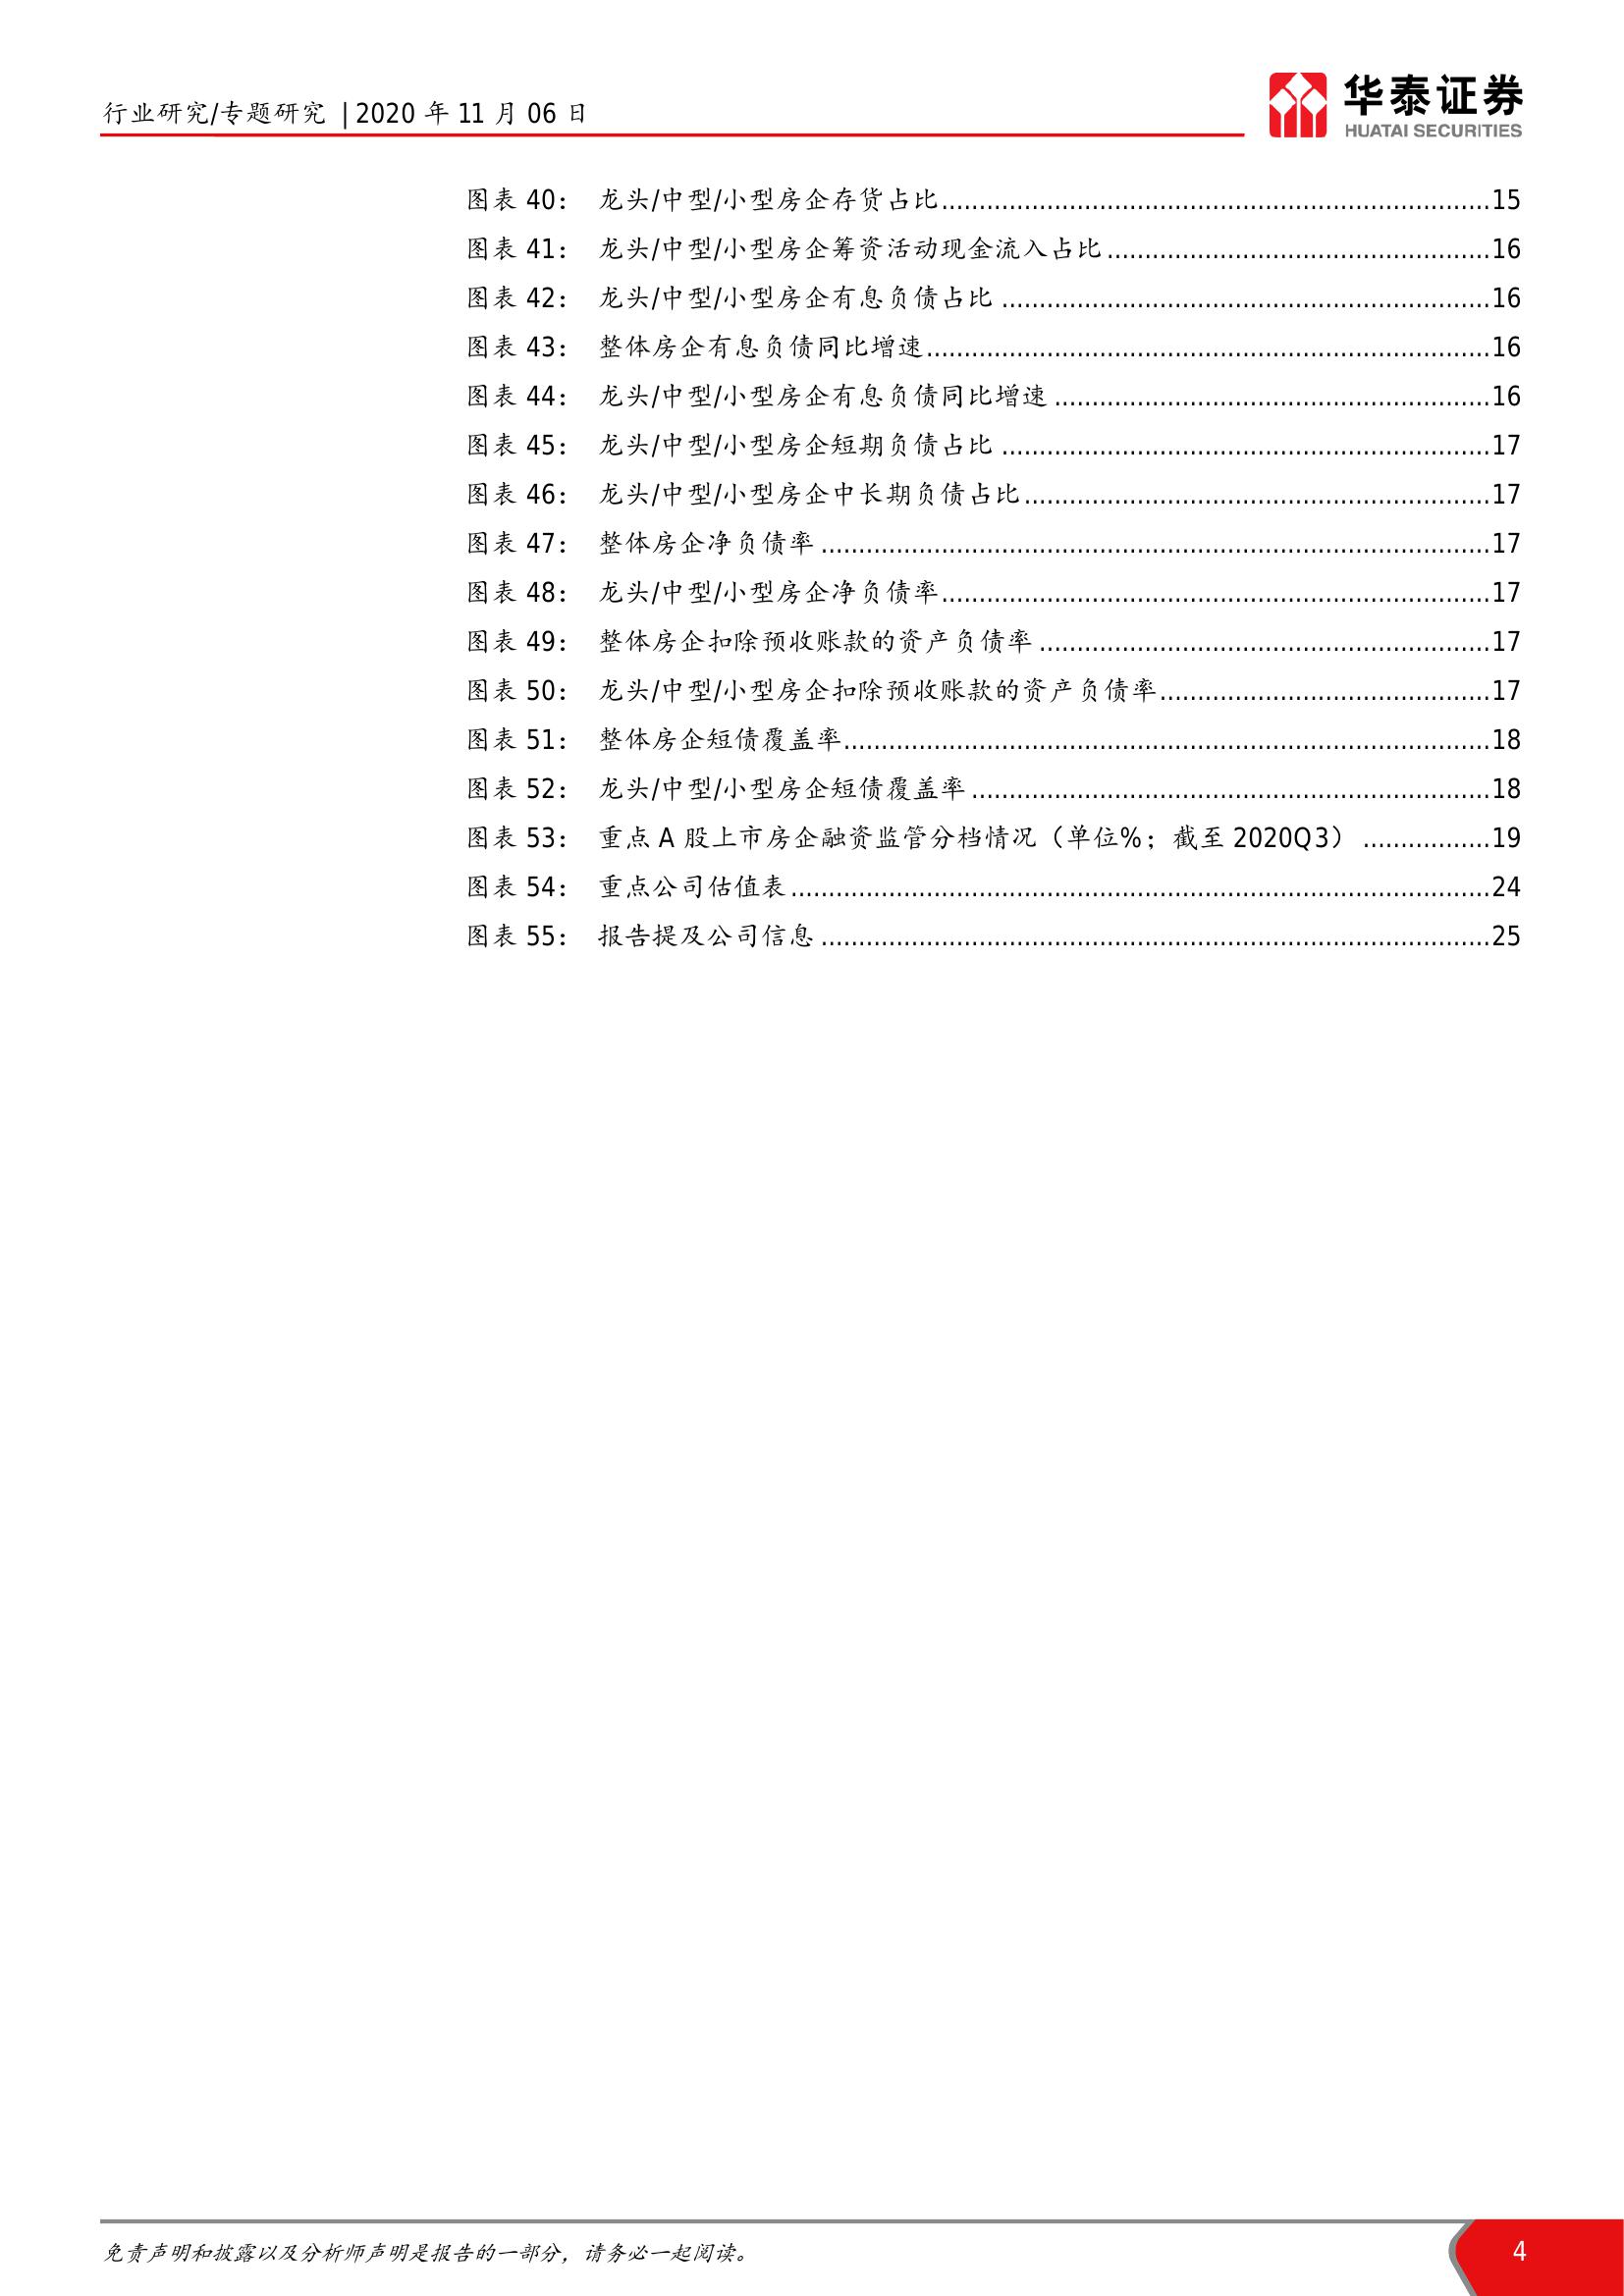 行业研究/专题研究 | 2020 年 11 月 06 日
华泰证券
HUATAI SECURITIES
图表 40： 龙头/中型/小型房企存货占比........................................15
图表 41： 龙头/中型/小型房企筹资活动现金流入占比........................................16
图表 42： 龙头/中型/小型房企有息负债占比........................................16
图表 43： 整体房企有息负债同比增速........................................16
图表 44： 龙头/中型/小型房企有息负债同比增速........................................16
图表 45： 龙头/中型/小型房企短期负债占比........................................17
图表 46： 龙头/中型/小型房企中长期负债占比........................................17
图表 47： 整体房企净负债率........................................17
图表 48： 龙头/中型/小型房企净负债率........................................17
图表 49： 整体房企扣除预收账款的资产负债率........................................17
图表 50： 龙头/中型/小型房企扣除预收账款的资产负债率........................................17
图表 51： 整体房企短债覆盖率........................................18
图表 52： 龙头/中型/小型房企短债覆盖率........................................18
图表 53： 重点 A 股上市房企融资监管分档情况（单位%；截至 2020Q3）.................19
图表 54： 重点公司估值表........................................24
图表 55： 报告提及公司信息........................................25
免责声明和披露以及分析师声明是报告的一部分，请务必一起阅读。
4